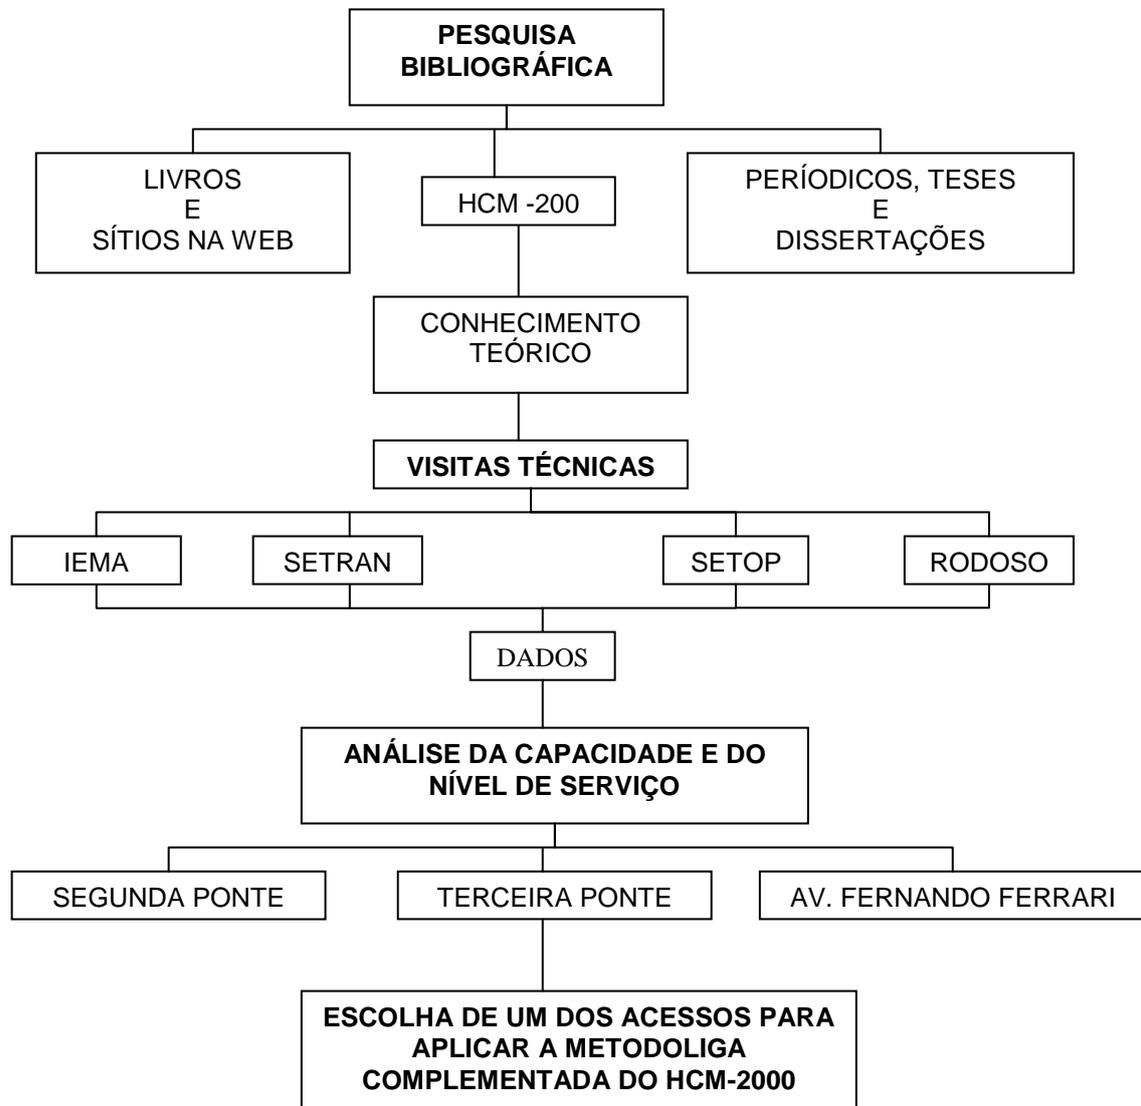 PESQUISA
BIBLIOGRÁFICA
LIVROS
E
SÍTIOS NA WEB
HCM -200
PERÍODICOS, TESES
E
DISSERTAÇÕES
CONHECIMENTO
TEÓRICO
VISITAS TÉCNICAS
IEMA
SETRAN
SETOP
RODOSO
DADOS
ANÁLISE DA CAPACIDADE E DO
NÍVEL DE SERVIÇO
SEGUNDA PONTE
TERCEIRA PONTE
AV. FERNANDO FERRARI
ESCOLHA DE UM DOS ACESSOS PARA
APLICAR A METODOLIGA
COMPLEMENTADA DO HCM-2000